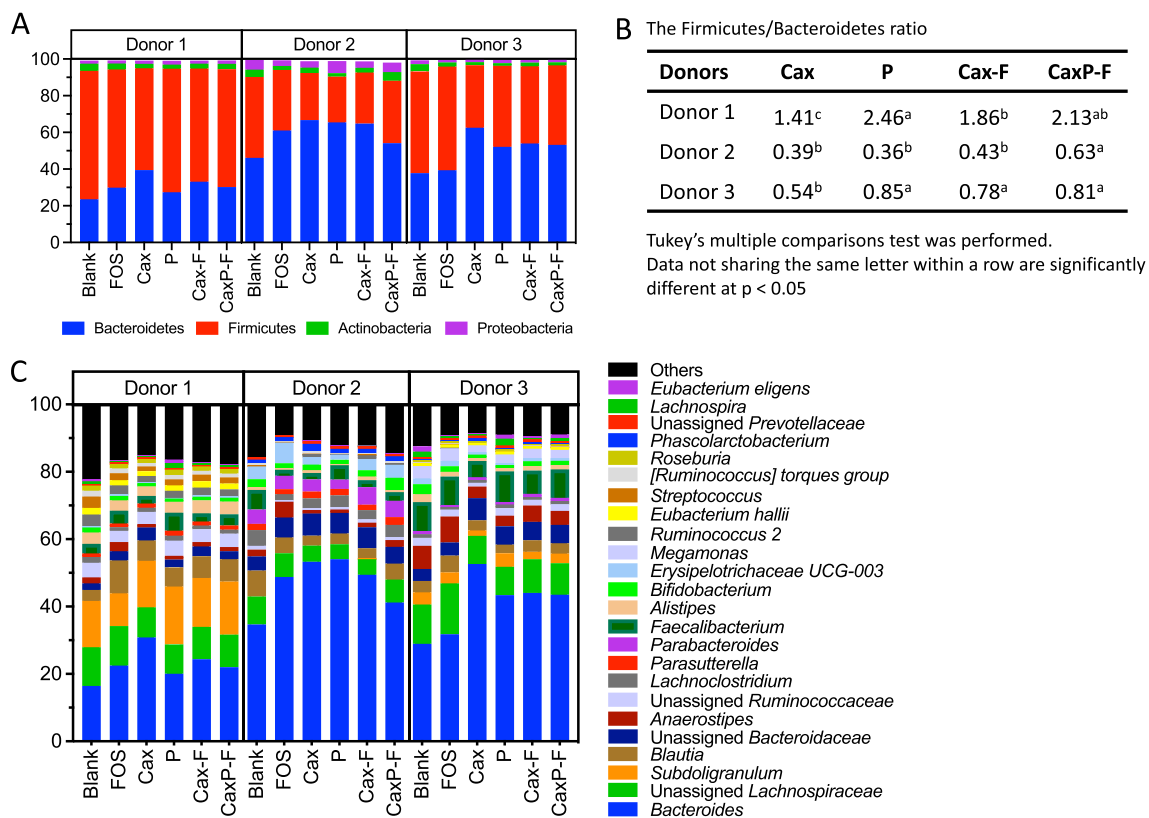 A
Donor 1 Donor 2 Donor 3
100
80
60
40
20
0
Blank FOS Cax P Cax-F CaxP-F Blank FOS Cax P Cax-F CaxP-F Blank FOS Cax P Cax-F CaxP-F
Bacteroidetes Firmicutes Actinobacteria Proteobacteria
B The Firmicutes/Bacteroidetes ratio
Donors Cax P Cax-F CaxP-F
Donor 1 1.41ᶜ 2.46ᵃ 1.86ᵇ 2.13ᵃᵇ
Donor 2 0.39ᵇ 0.36ᵇ 0.43ᵇ 0.63ᵃ
Donor 3 0.54ᵇ 0.85ᵃ 0.78ᵃ 0.81ᵃ
Tukey’s multiple comparisons test was performed.
Data not sharing the same letter within a row are significantly
different at p < 0.05
C
Donor 1 Donor 2 Donor 3
100
80
60
40
20
0
Blank FOS Cax P Cax-F CaxP-F Blank FOS Cax P Cax-F CaxP-F Blank FOS Cax P Cax-F CaxP-F
Others
Eubacterium eligens
Lachnospira
Unassigned Prevotellaceae
Phascolarctobacterium
Roseburia
[Ruminococcus] torques group
Streptococcus
Eubacterium hallii
Ruminococcus 2
Megamonas
Erysipelotrichaceae UCG-003
Bifidobacterium
Alistipes
Faecalibacterium
Parabacteroides
Parasutterella
Lachnoclostridium
Unassigned Ruminococcaceae
Anaerostipes
Unassigned Bacteroidaceae
Blautia
Subdoligranulum
Unassigned Lachnospiraceae
Bacteroides